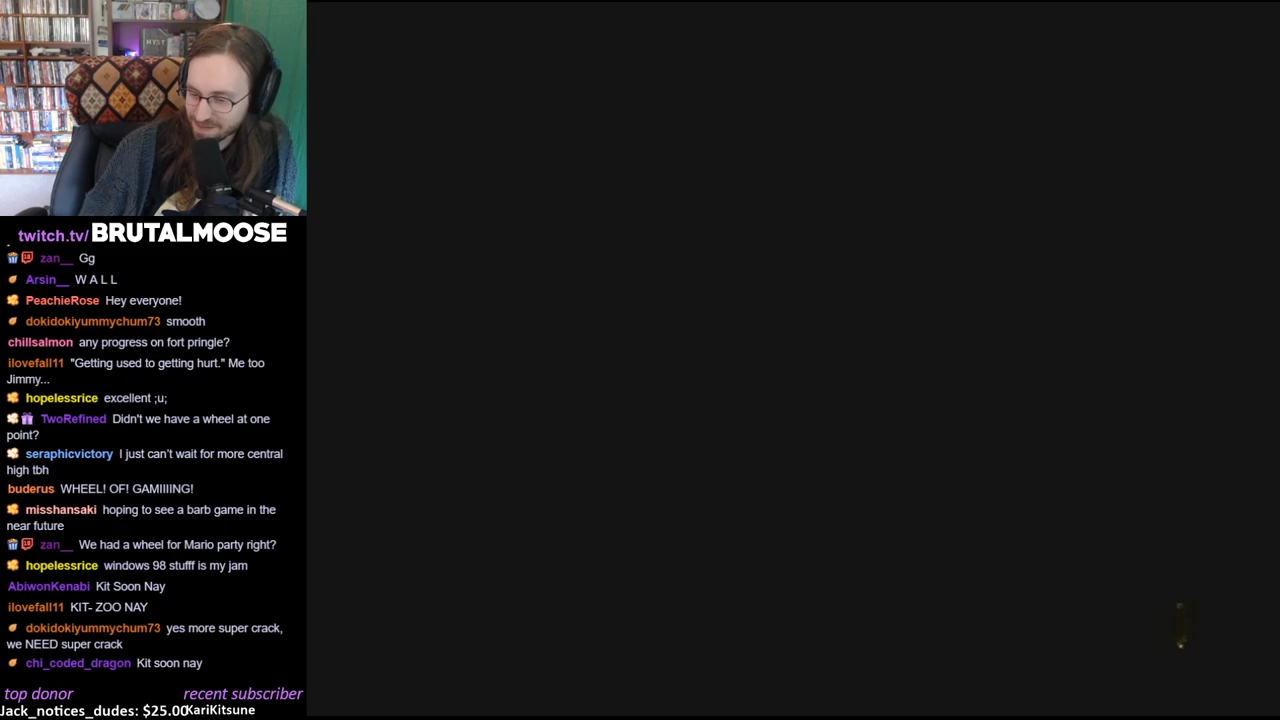 MYST
twitch.tv/BRUTALMOOSE
zan__ Gg
Arsin__ W A L L
PeachieRose Hey everyone!
dokidokiyummychum73 smooth
chillsalmon any progress on fort pringle?
ilovefall11 "Getting used to getting hurt." Me too
Jimmy...
hopelessrice excellent ;u;
TwoRefined Didn't we have a wheel at one
point?
seraphicvictory I just can't wait for more central
high tbh
buderus WHEEL! OF! GAMIIIING!
misshansaki hoping to see a barb game in the
near future
zan__ We had a wheel for Mario party right?
hopelessrice windows 98 stufff is my jam
AbiwonKenabi Kit Soon Nay
ilovefall11 KIT- ZOO NAY
dokidokiyummychum73 yes more super crack,
we NEED super crack
chi_coded_dragon Kit soon nay
top donor recent subscriber
Jack_notices_dudes: $25.00 KariKitsune